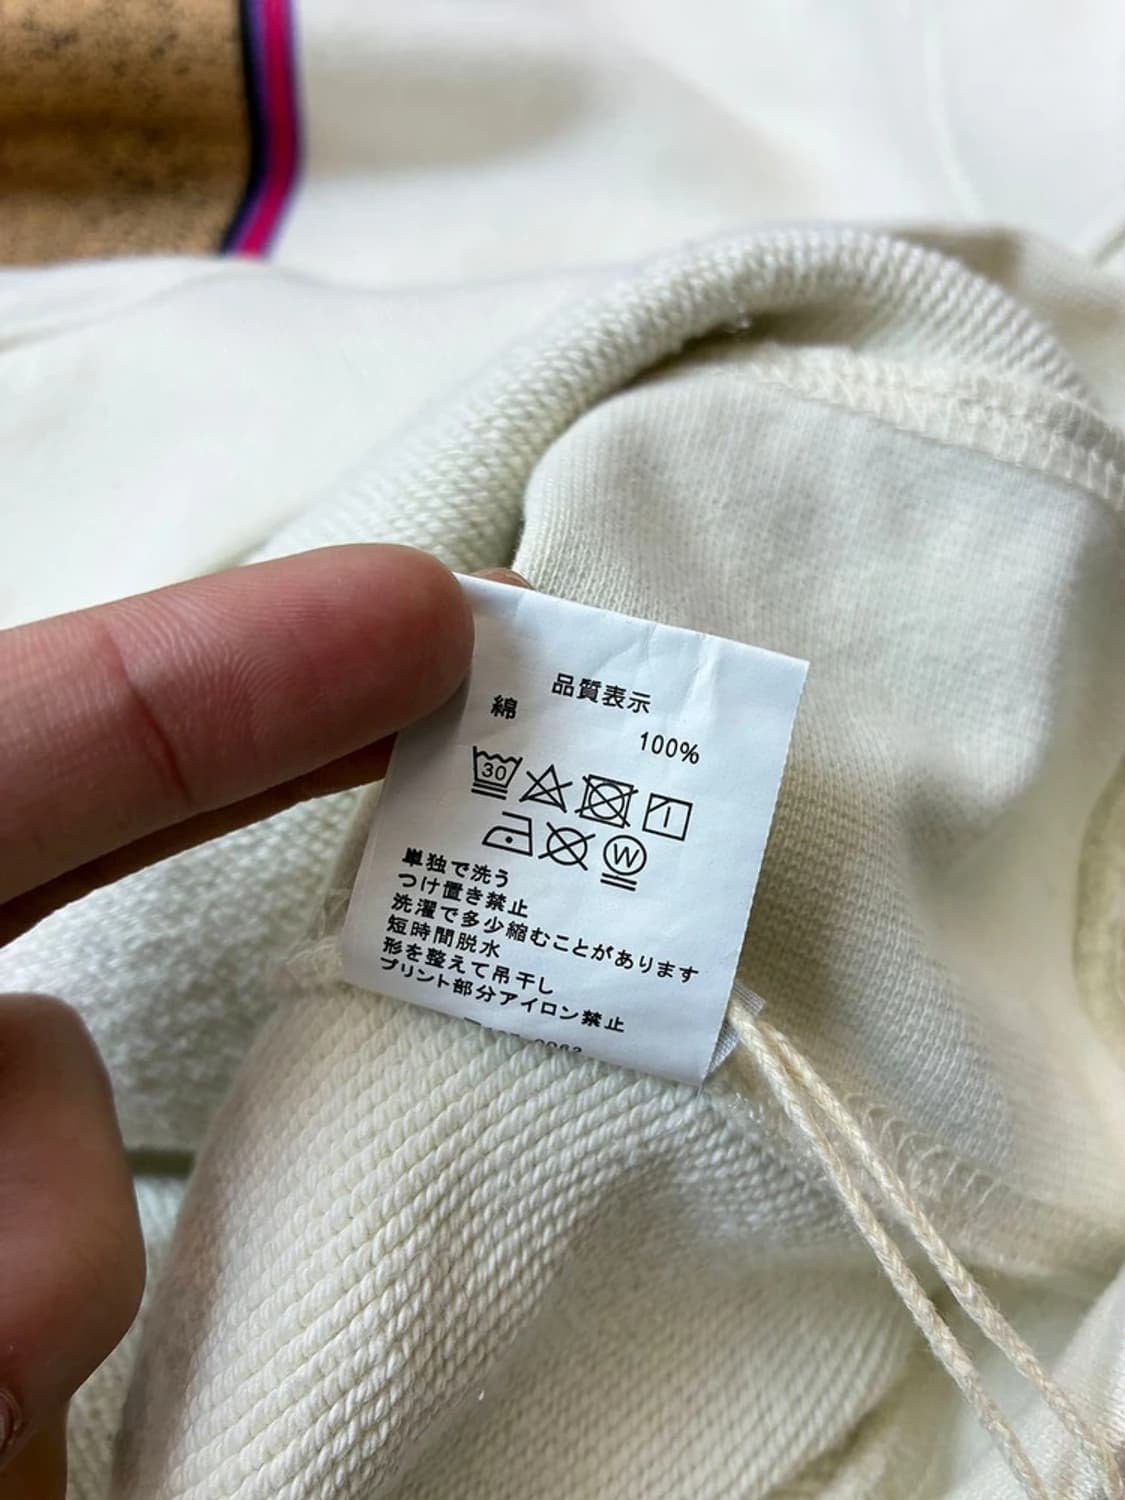 品質表示
綿 100%
30
W
単独で洗う
つけ置き禁止
洗濯で多少縮むことがあります
短時間脱水
形を整えて吊干し
プリント部分アイロン禁止